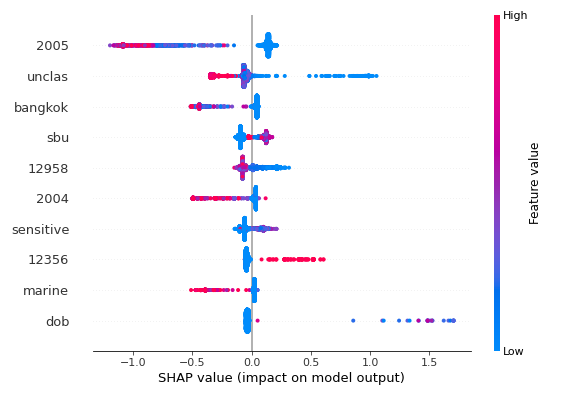 High
2005
unclas
bangkok
sbu
12958
2004
sensitive
12356
marine
dob
Feature value
Low
−1.0 −0.5 0.0 0.5 1.0 1.5
SHAP value (impact on model output)